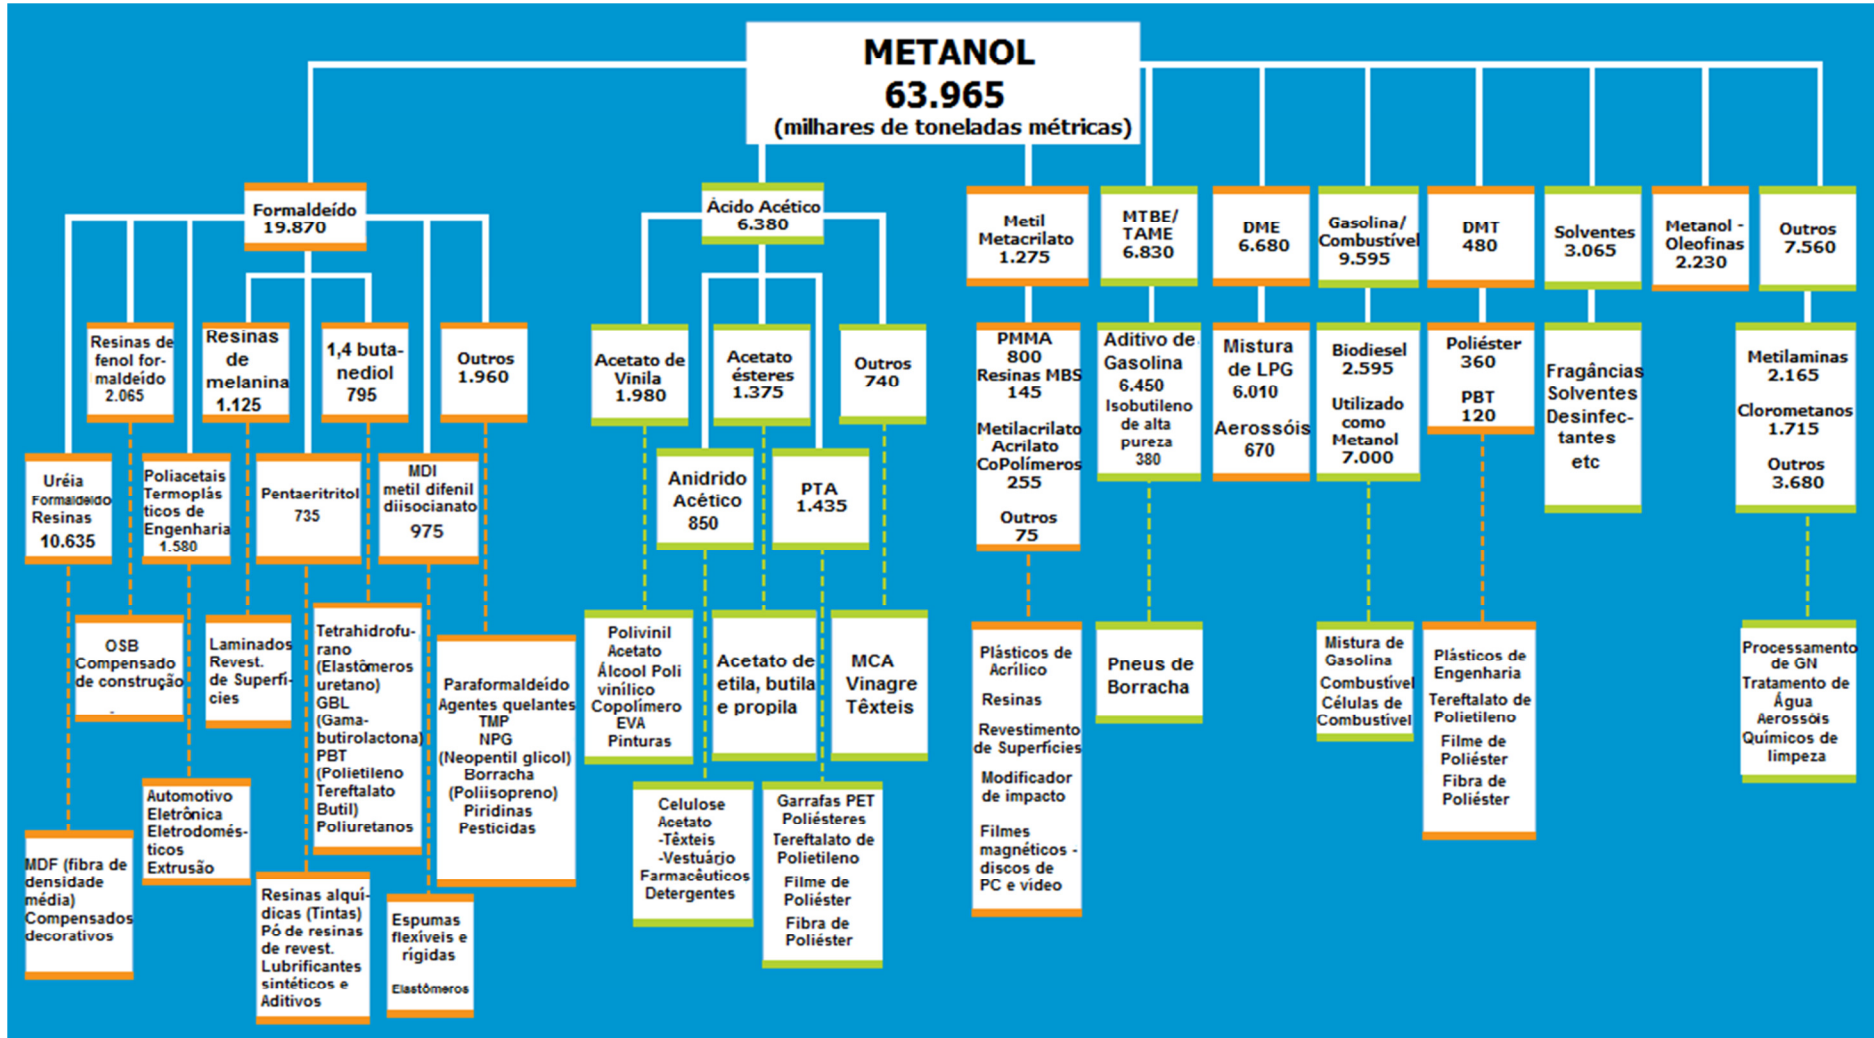 METANOL
63.965
(milhares de toneladas métricas)
Formaldeído
19.870
Ácido Acético
6.380
Metil
Metacrilato
1.275
MTBE/
TAME
6.830
DME
6.680
Gasolina/
Combustível
9.595
DMT
480
Solventes
3.065
Metanol -
Oleofinas
2.230
Outros
7.560
Resinas de
fenol for-
maldeído
2.065
Resinas
de
melanina
1.125
1,4 buta-
nediol
795
Outros
1.960
Acetato de
Vinila
1.980
Acetato
ésteres
1.375
Outros
740
PMMA
800
Resinas MBS
145
Metilacrilato
Acrilato
CoPolímeros
255
Outros
75
Aditivo de
Gasolina
6.450
Isobutileno
de alta
pureza
380
Mistura
de LPG
6.010
Aerossóis
670
Biodiesel
2.595
Utilizado
como
Metanol
7.000
Poliéster
360
PBT
120
Fragâncias
Solventes
Desinfec-
tantes
etc
Metilaminas
2.165
Clorometanos
1.715
Outros
3.680
Uréia
Formaldeído
Resinas
10.635
Poliacetais
Termoplás
ticos de
Engenharia
1.580
Pentaeritritol
735
MDI
metil difenil
diisocianato
975
Anidrido
Acético
850
PTA
1.435
OSB
Compensado
de construção
Laminados
Revest.
de Superfí-
cies
Tetrahidrofu-
rano
(Elastômeros
uretano)
GBL
(Gama-
butirolactona)
PBT
(Polietileno
Tereftalato
Butil)
Poliuretanos
Paraformaldeído
Agentes quelantes
TMP
NPG
(Neopentil glicol)
Borracha
(Poliisopreno)
Piridinas
Pesticidas
Polivinil
Acetato
Álcool Poli
vinílico
Copolímero
EVA
Pinturas
Acetato de
etila, butila
e propila
MCA
Vinagre
Têxteis
Plásticos de
Acrílico
Resinas
Revestimento
de Superfícies
Modificador
de impacto
Filmes
magnéticos -
discos de
PC e vídeo
Pneus de
Borracha
Mistura de
Gasolina
Combustível
Células de
Combustível
Plásticos de
Engenharia
Tereftalato de
Polietileno
Filme de
Poliéster
Fibra de
Poliéster
Processamento
de GN
Tratamento de
Água
Aerossóis
Químicos de
limpeza
MDF (fibra de
densidade
média)
Compensados
decorativos
Automotivo
Eletrônica
Eletrodomés-
ticos
Extrusão
Resinas alquí-
dicas (Tintas)
Pó de resinas
de revest.
Lubrificantes
sintéticos e
Aditivos
Espumas
flexíveis e
rígidas
Elastômeros
Celulose
Acetato
-Têxteis
-Vestuário
Farmacêuticos
Detergentes
Garrafas PET
Poliésteres
Tereftalato de
Polietileno
Filme de
Poliéster
Fibra de
Poliéster